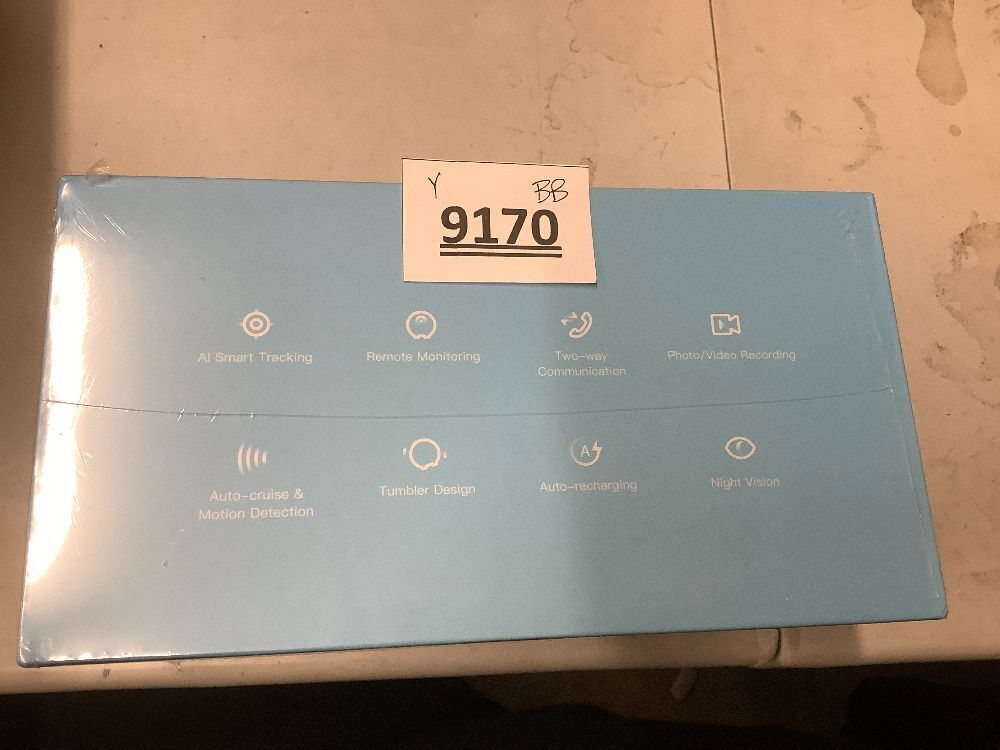 Y BB
9170
AI Smart Tracking
Remote Monitoring
Two-way
Communication
Photo/Video Recording
Auto-cruise &
Motion Detection
Tumbler Design
A
Auto-recharging
Night Vision